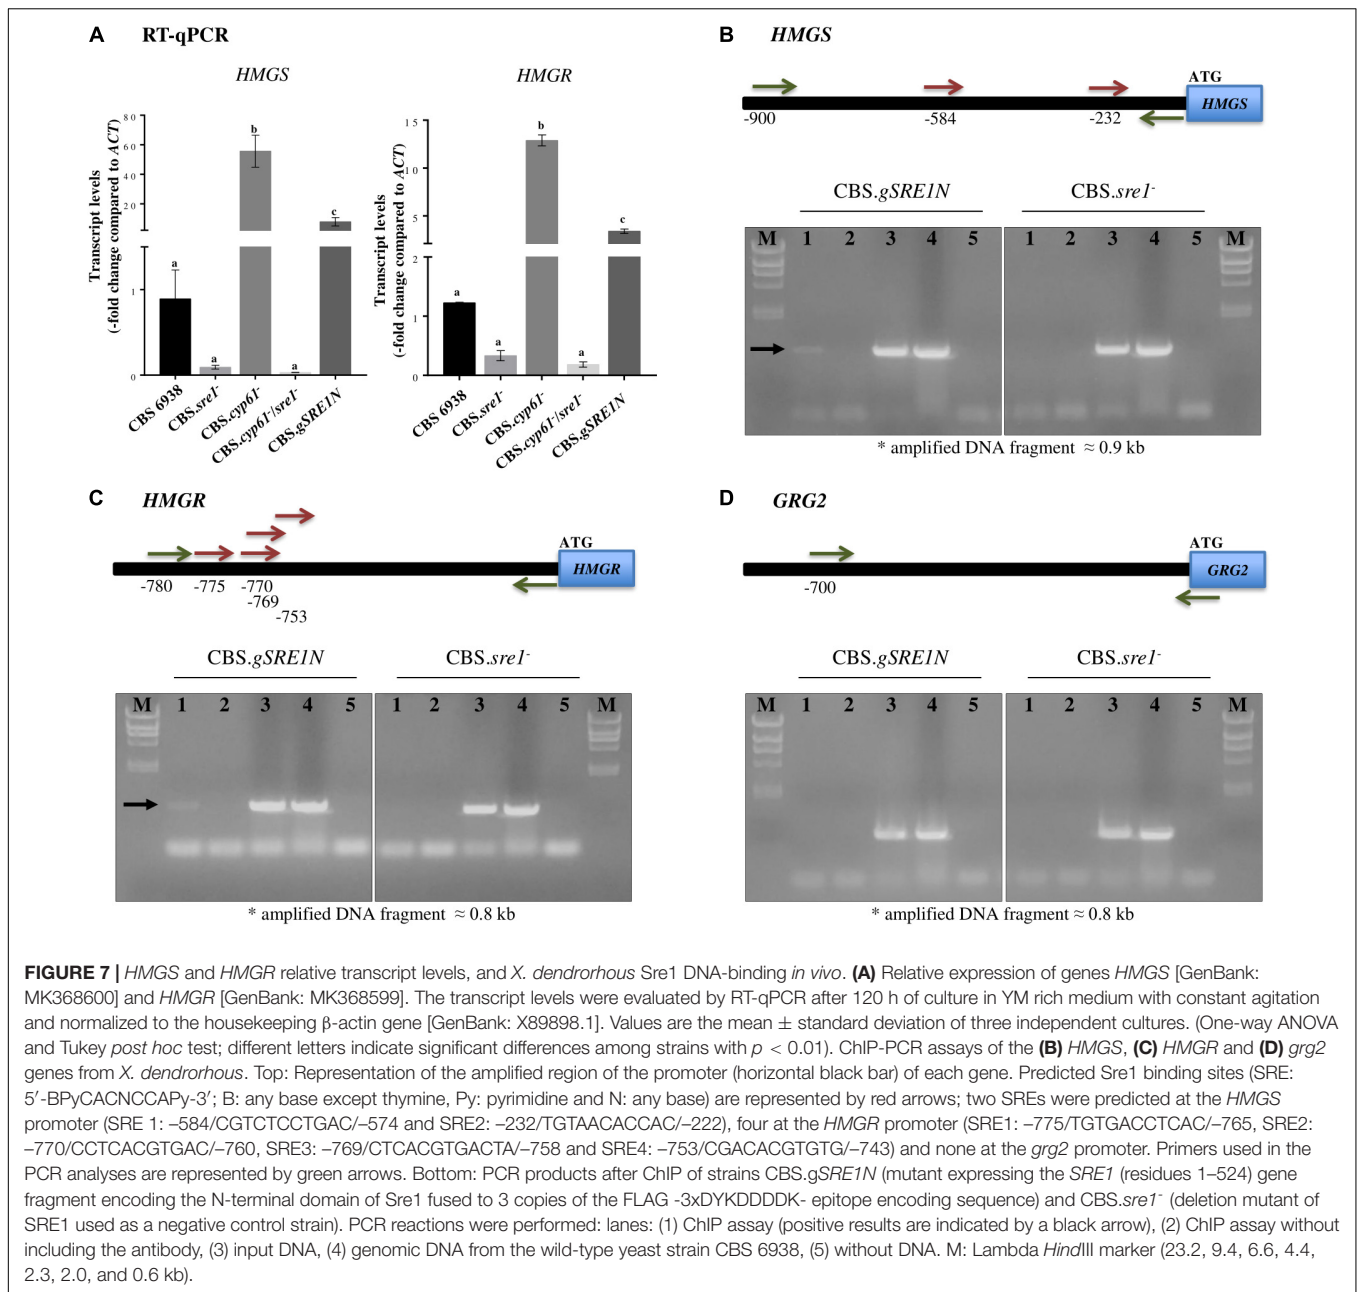 A RT-qPCR
HMGS
HMGR
Transcript levels
(-fold change compared to ACT)
80
60
40
20
1
0
a
a
b
a
c
CBS 6938
CBS.sre1-
CBS.cyp61-
CBS.cyp61-/sre1-
CBS.gSRE1N
Transcript levels
(-fold change compared to ACT)
15
10
5
2
1
0
a
a
b
a
c
CBS 6938
CBS.sre1-
CBS.cyp61-
CBS.cyp61-/sre1-
CBS.gSRE1N
B HMGS
ATG
HMGS
-900 -584 -232
CBS.gSRE1N CBS.sre1-
M 1 2 3 4 5 1 2 3 4 5 M
* amplified DNA fragment ≈ 0.9 kb
C HMGR
ATG
HMGR
-780 -775 -770
-769
-753
CBS.gSRE1N CBS.sre1-
M 1 2 3 4 5 1 2 3 4 5 M
* amplified DNA fragment ≈ 0.8 kb
D GRG2
ATG
GRG2
-700
CBS.gSRE1N CBS.sre1-
M 1 2 3 4 5 1 2 3 4 5 M
* amplified DNA fragment ≈ 0.8 kb
FIGURE 7 | HMGS and HMGR relative transcript levels, and X. dendrorhous Sre1 DNA-binding in vivo. (A) Relative expression of genes HMGS [GenBank:
MK368600] and HMGR [GenBank: MK368599]. The transcript levels were evaluated by RT-qPCR after 120 h of culture in YM rich medium with constant agitation
and normalized to the housekeeping β-actin gene [GenBank: X89898.1]. Values are the mean ± standard deviation of three independent cultures. (One-way ANOVA
and Tukey post hoc test; different letters indicate significant differences among strains with p < 0.01). ChIP-PCR assays of the (B) HMGS, (C) HMGR and (D) grg2
genes from X. dendrorhous. Top: Representation of the amplified region of the promoter (horizontal black bar) of each gene. Predicted Sre1 binding sites (SRE:
5′-BPyCACNCCAPy-3′; B: any base except thymine, Py: pyrimidine and N: any base) are represented by red arrows; two SREs were predicted at the HMGS
promoter (SRE 1: –584/CGTCTCCTGAC/–574 and SRE2: –232/TGTAACACCAC/–222), four at the HMGR promoter (SRE1: –775/TGTGACCTCAC/–765, SRE2:
–770/CCTCACGTGAC/–760, SRE3: –769/CTCACGTGACTA/–758 and SRE4: –753/CGACACGTGTG/–743) and none at the grg2 promoter. Primers used in the
PCR analyses are represented by green arrows. Bottom: PCR products after ChIP of strains CBS.gSRE1N (mutant expressing the SRE1 (residues 1–524) gene
fragment encoding the N-terminal domain of Sre1 fused to 3 copies of the FLAG -3xDYKDDDDK- epitope encoding sequence) and CBS.sre1- (deletion mutant of
SRE1 used as a negative control strain). PCR reactions were performed: lanes: (1) ChIP assay (positive results are indicated by a black arrow), (2) ChIP assay without
including the antibody, (3) input DNA, (4) genomic DNA from the wild-type yeast strain CBS 6938, (5) without DNA. M: Lambda HindIII marker (23.2, 9.4, 6.6, 4.4,
2.3, 2.0, and 0.6 kb).